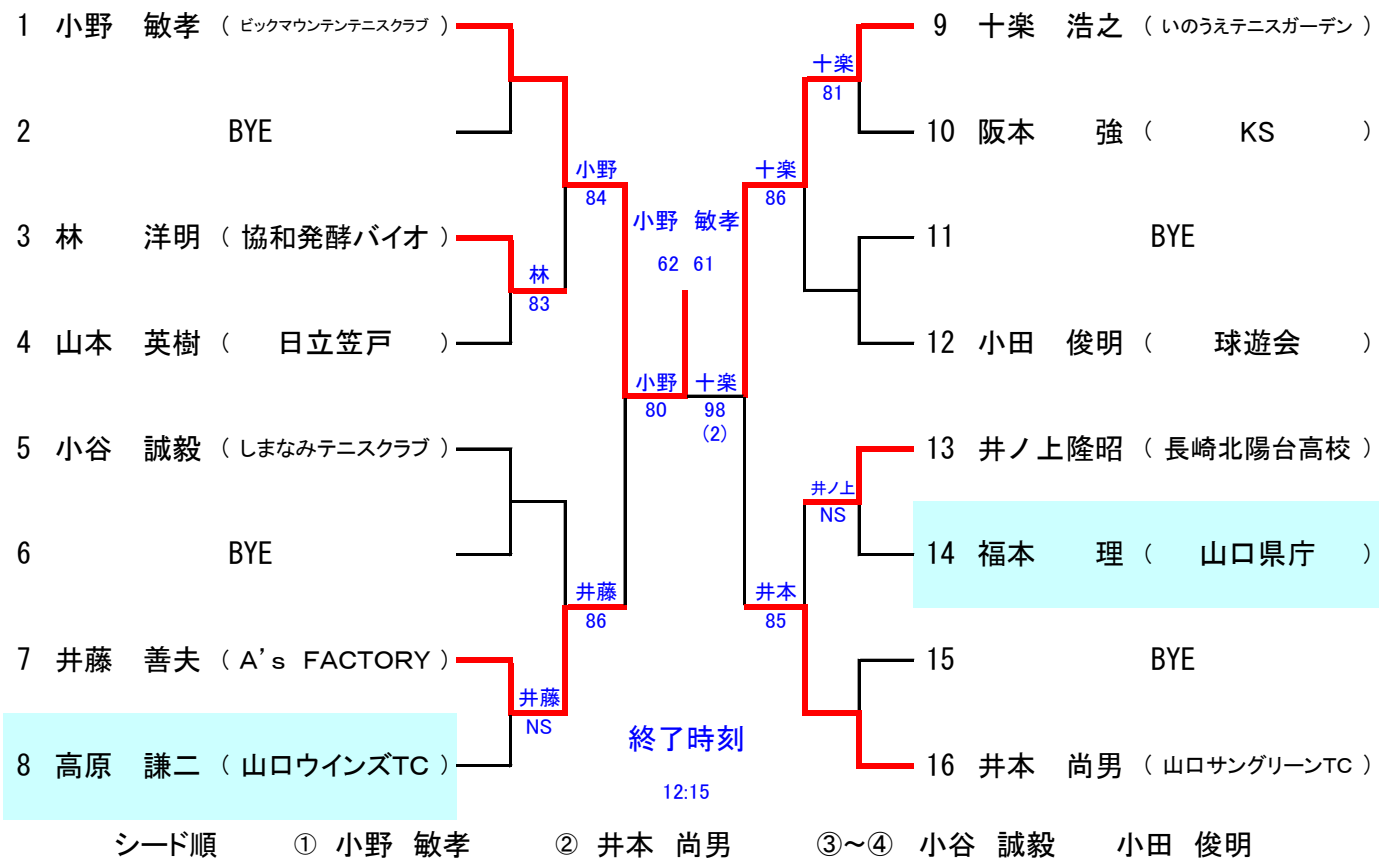 1 小野 敏孝 ( ビックマウンテンテニスクラブ )
2 BYE
3 林 洋明 ( 協和発酵バイオ )
4 山本 英樹 ( 日立笠戸 )
5 小谷 誠毅 ( しまなみテニスクラブ )
6 BYE
7 井藤 善夫 ( A's FACTORY )
8 高原 謙二 ( 山口ウインズTC )
林
83
井藤
NS
小野
84
井藤
86
小野
80
小野 敏孝
62 61
十楽
98
(2)
十楽
86
井本
85
十楽
81
井ノ上
NS
9 十楽 浩之 ( いのうえテニスガーデン )
10 阪本 強 ( KS )
11 BYE
12 小田 俊明 ( 球遊会 )
13 井ノ上隆昭 ( 長崎北陽台高校 )
14 福本 理 ( 山口県庁 )
15 BYE
16 井本 尚男 ( 山口サングリーンTC )
終了時刻
12:15
シード順 ① 小野 敏孝 ② 井本 尚男 ③~④ 小谷 誠毅 小田 俊明